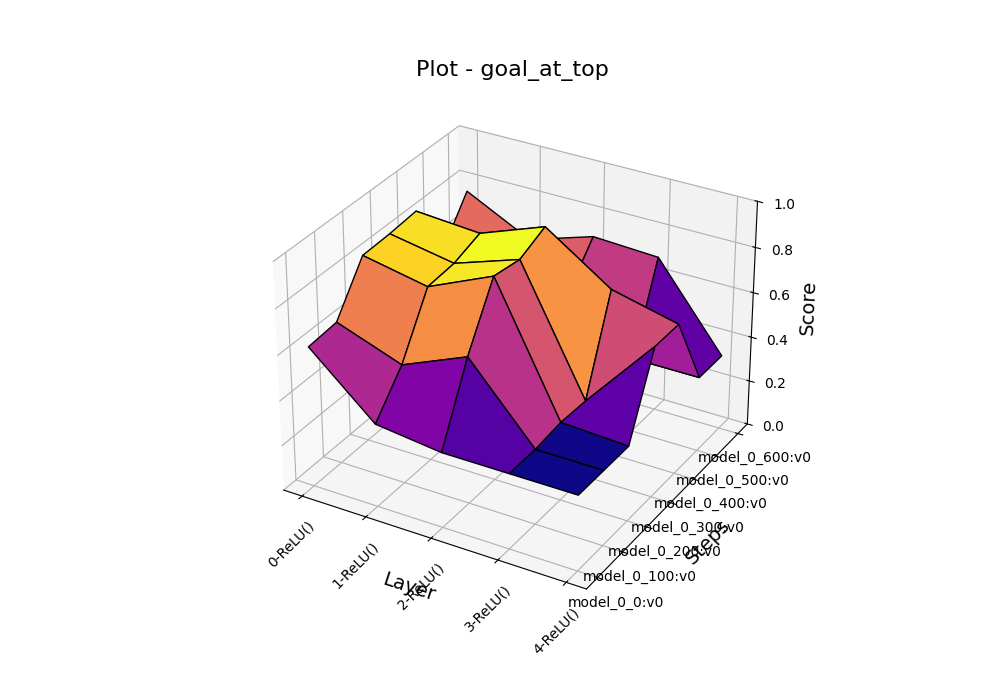 Plot - goal_at_top
1.0
0.8
0.6
0.4
0.2
0.0
Score
model_0_600:v0
model_0_500:v0
model_0_400:v0
model_0_300:v0
model_0_200:v0
model_0_100:v0
model_0_0:v0
Steps
0-ReLU()
1-ReLU()
2-ReLU()
3-ReLU()
4-ReLU()
Layer